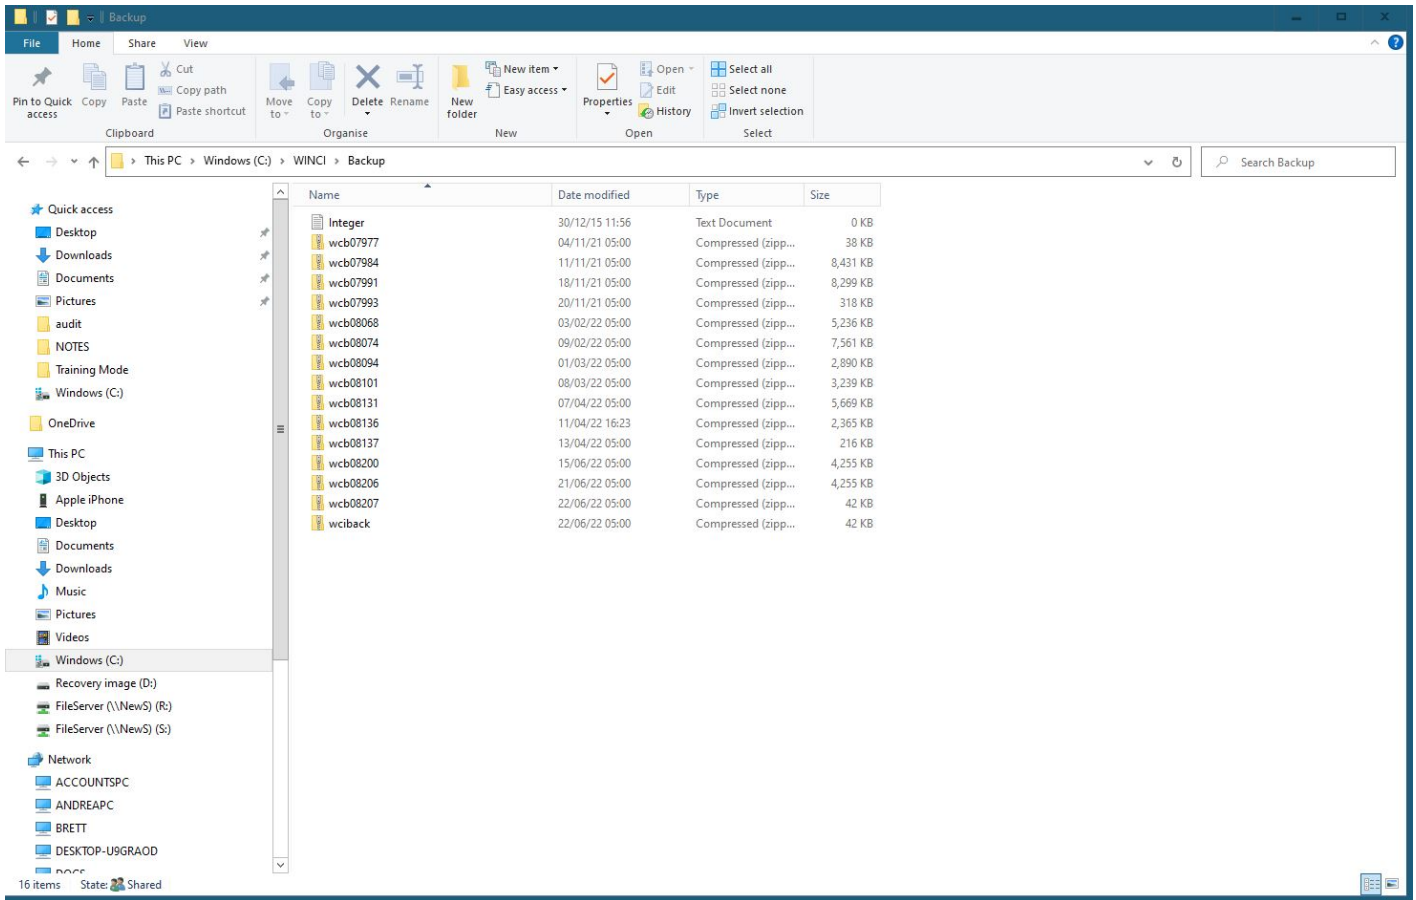 Backup
File Home Share View
Pin to Quick access
Copy
Paste
Cut
Copy path
Paste shortcut
Clipboard
Move to
Copy to
Delete
Rename
Organise
New folder
New item
Easy access
New
Properties
Open
Edit
History
Open
Select all
Select none
Invert selection
Select
This PC > Windows (C:) > WINCI > Backup
Search Backup
Quick access
Desktop
Downloads
Documents
Pictures
audit
NOTES
Training Mode
Windows (C:)
OneDrive
This PC
3D Objects
Apple iPhone
Desktop
Documents
Downloads
Music
Pictures
Videos
Windows (C:)
Recovery image (D:)
FileServer (\\NewS) (R:)
FileServer (\\NewS) (S:)
Network
ACCOUNTSPC
ANDREAPC
BRETT
DESKTOP-U9GRAOD
Name Date modified Type Size
Integer 30/12/15 11:56 Text Document 0 KB
wcb07977 04/11/21 05:00 Compressed (zipp... 38 KB
wcb07984 11/11/21 05:00 Compressed (zipp... 8,431 KB
wcb07991 18/11/21 05:00 Compressed (zipp... 8,299 KB
wcb07993 20/11/21 05:00 Compressed (zipp... 318 KB
wcb08068 03/02/22 05:00 Compressed (zipp... 5,236 KB
wcb08074 09/02/22 05:00 Compressed (zipp... 7,561 KB
wcb08094 01/03/22 05:00 Compressed (zipp... 2,890 KB
wcb08101 08/03/22 05:00 Compressed (zipp... 3,239 KB
wcb08131 07/04/22 05:00 Compressed (zipp... 5,669 KB
wcb08136 11/04/22 16:23 Compressed (zipp... 2,365 KB
wcb08137 13/04/22 05:00 Compressed (zipp... 216 KB
wcb08200 15/06/22 05:00 Compressed (zipp... 4,255 KB
wcb08206 21/06/22 05:00 Compressed (zipp... 4,255 KB
wcb08207 22/06/22 05:00 Compressed (zipp... 42 KB
wciback 22/06/22 05:00 Compressed (zipp... 42 KB
16 items State: Shared